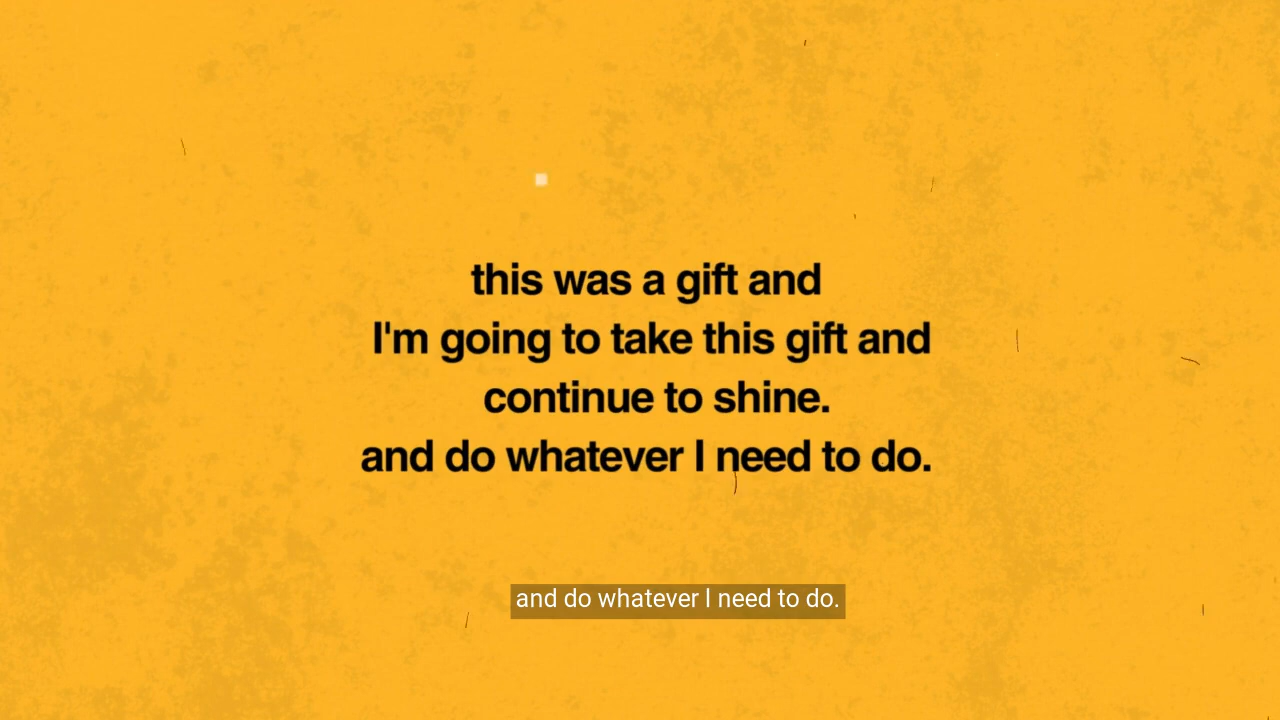 this was a gift and
I'm going to take this gift and
continue to shine.
and do whatever I need to do.
and do whatever I need to do.